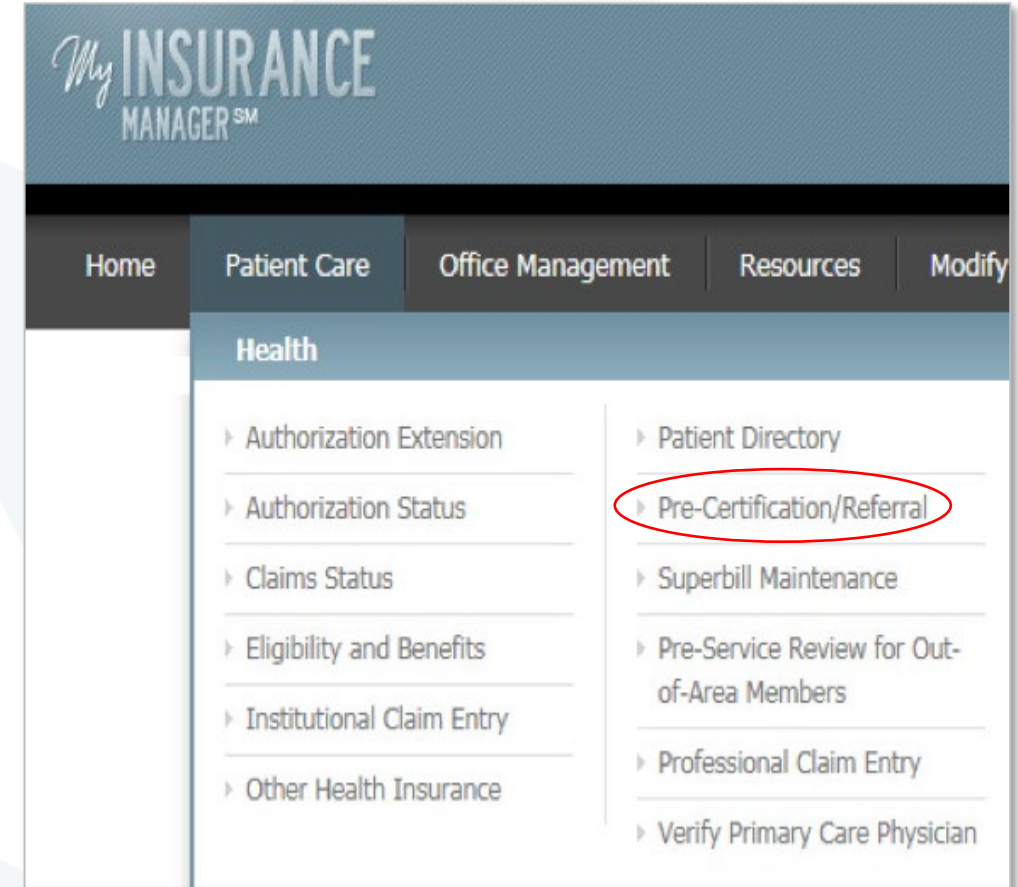 My INSURANCE
MANAGER℠
Home
Patient Care
Office Management
Resources
Modify
Health
Authorization Extension
Authorization Status
Claims Status
Eligibility and Benefits
Institutional Claim Entry
Other Health Insurance
Patient Directory
Pre-Certification/Referral
Superbill Maintenance
Pre-Service Review for Out-
of-Area Members
Professional Claim Entry
Verify Primary Care Physician